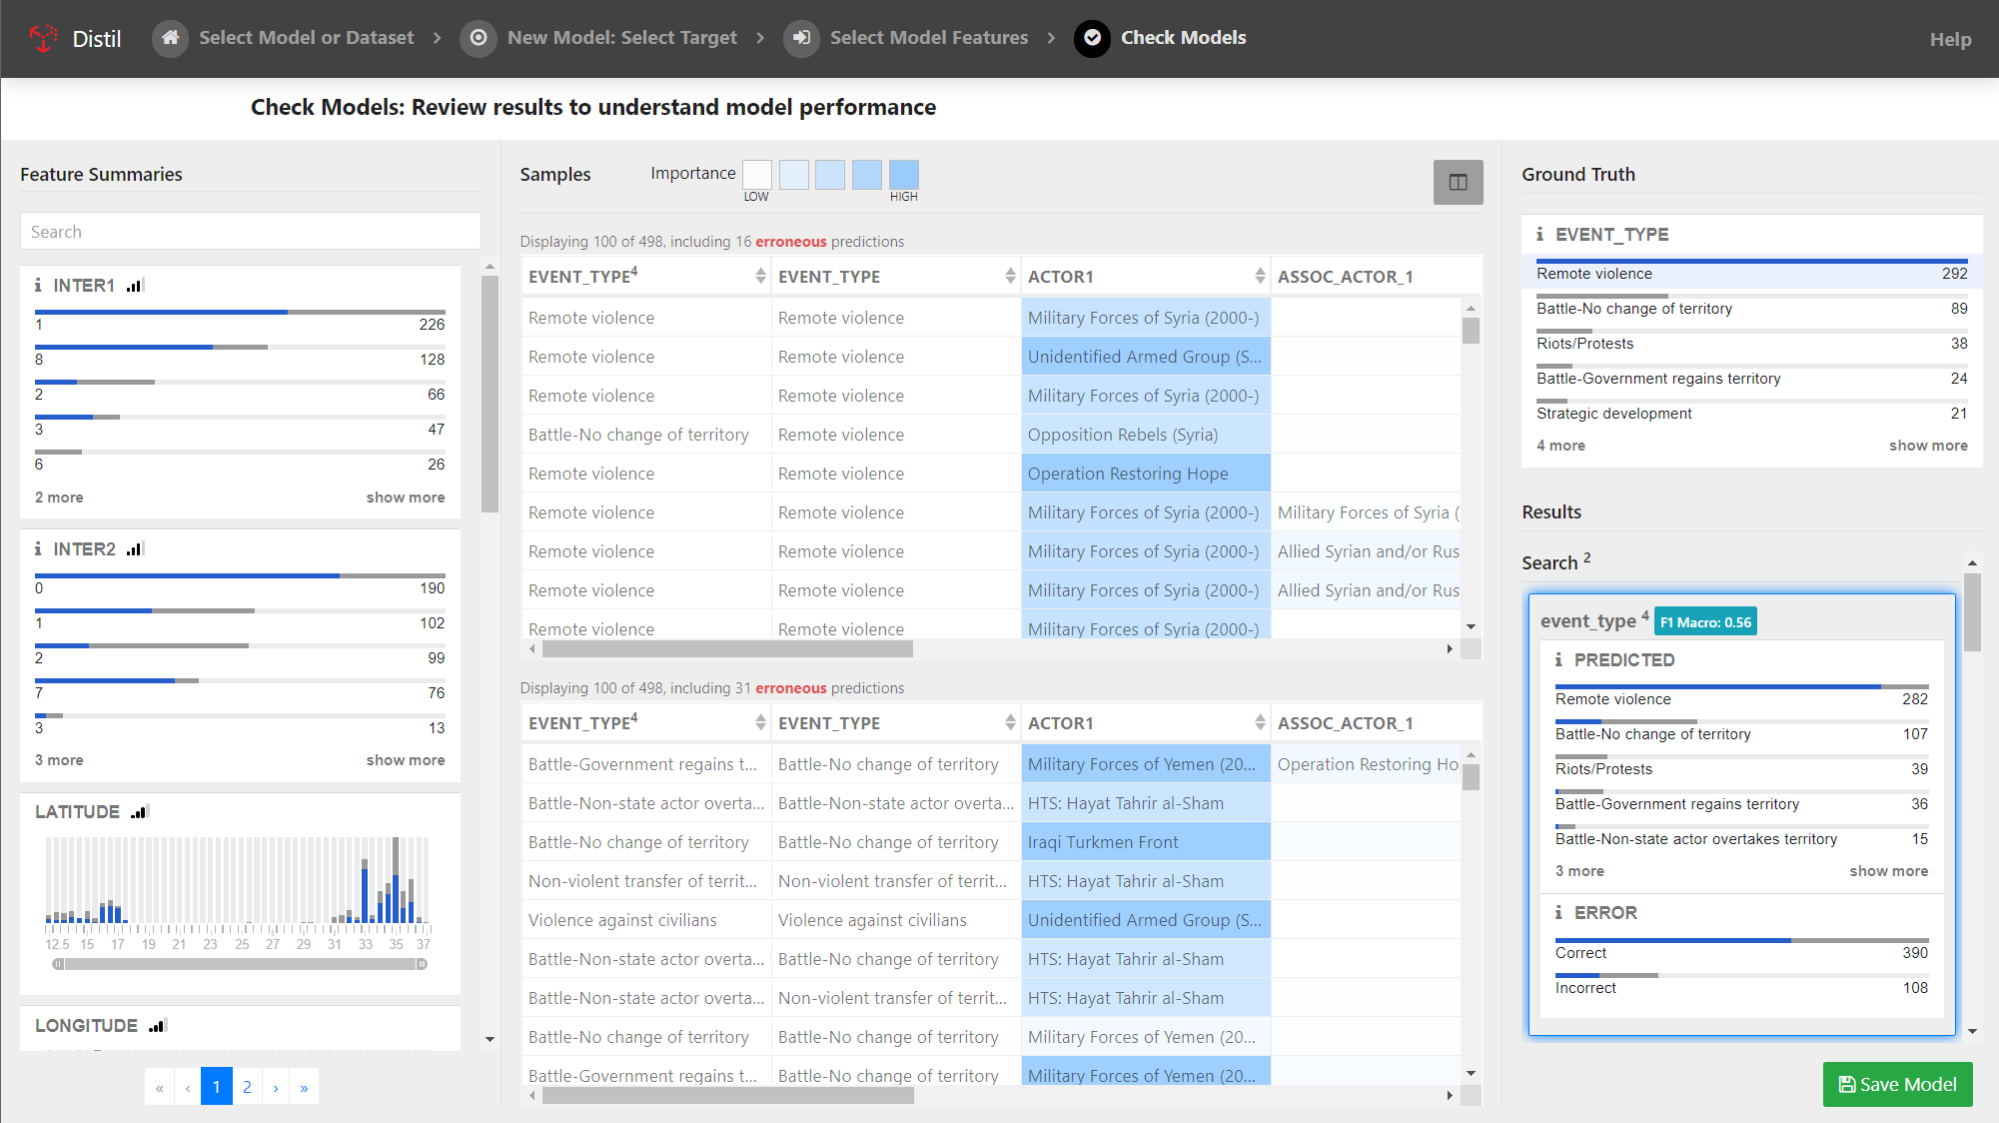 Distil
Select Model or Dataset
New Model: Select Target
Select Model Features
Check Models
Help
Check Models: Review results to understand model performance
Feature Summaries
Search
INTER1
1 226
8 128
2 66
3 47
6 26
2 more show more
INTER2
0 190
1 102
2 99
7 76
3 13
3 more show more
LATITUDE
12.5 15 17 19 21 23 25 27 29 31 33 35 37
LONGITUDE
« ‹ 1 2 › »
Samples
Importance
LOW HIGH
Displaying 100 of 498, including 16 erroneous predictions
EVENT_TYPE4 EVENT_TYPE ACTOR1 ASSOC_ACTOR_1
Remote violence Remote violence Military Forces of Syria (2000-)
Remote violence Remote violence Unidentified Armed Group (S...
Remote violence Remote violence Military Forces of Syria (2000-)
Battle-No change of territory Remote violence Opposition Rebels (Syria)
Remote violence Remote violence Operation Restoring Hope
Remote violence Remote violence Military Forces of Syria (2000-) Military Forces of Syria (
Remote violence Remote violence Military Forces of Syria (2000-) Allied Syrian and/or Rus
Remote violence Remote violence Military Forces of Syria (2000-) Allied Syrian and/or Rus
Remote violence Remote violence Military Forces of Syria (2000-)
Displaying 100 of 498, including 31 erroneous predictions
EVENT_TYPE4 EVENT_TYPE ACTOR1 ASSOC_ACTOR_1
Battle-Government regains t... Battle-No change of territory Military Forces of Yemen (20... Operation Restoring Ho
Battle-Non-state actor overta... Battle-Non-state actor overta... HTS: Hayat Tahrir al-Sham
Battle-No change of territory Battle-No change of territory Iraqi Turkmen Front
Non-violent transfer of territ... Non-violent transfer of territ... HTS: Hayat Tahrir al-Sham
Violence against civilians Violence against civilians Unidentified Armed Group (S...
Battle-Non-state actor overta... Battle-No change of territory HTS: Hayat Tahrir al-Sham
Battle-Non-state actor overta... Non-violent transfer of territ... HTS: Hayat Tahrir al-Sham
Battle-No change of territory Battle-No change of territory Military Forces of Yemen (20...
Battle-Government regains t... Battle-No change of territory Military Forces of Yemen (20...
Ground Truth
EVENT_TYPE
Remote violence 292
Battle-No change of territory 89
Riots/Protests 38
Battle-Government regains territory 24
Strategic development 21
4 more show more
Results
Search 2
event_type 4 F1 Macro: 0.56
PREDICTED
Remote violence 282
Battle-No change of territory 107
Riots/Protests 39
Battle-Government regains territory 36
Battle-Non-state actor overtakes territory 15
3 more show more
ERROR
Correct 390
Incorrect 108
Save Model